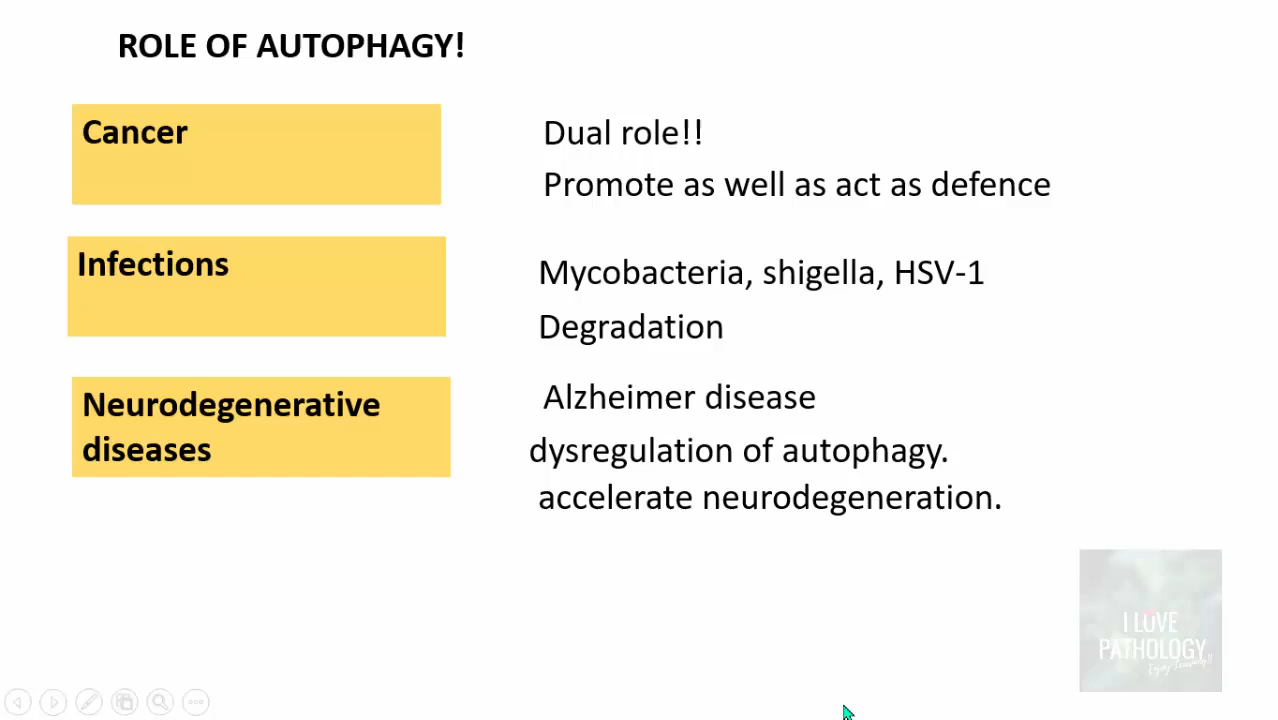 ROLE OF AUTOPHAGY!
Cancer
Dual role!!
Promote as well as act as defence
Infections
Mycobacteria, shigella, HSV-1
Degradation
Neurodegenerative
diseases
Alzheimer disease
dysregulation of autophagy.
accelerate neurodegeneration.
I LOVE
PATHOLOGY